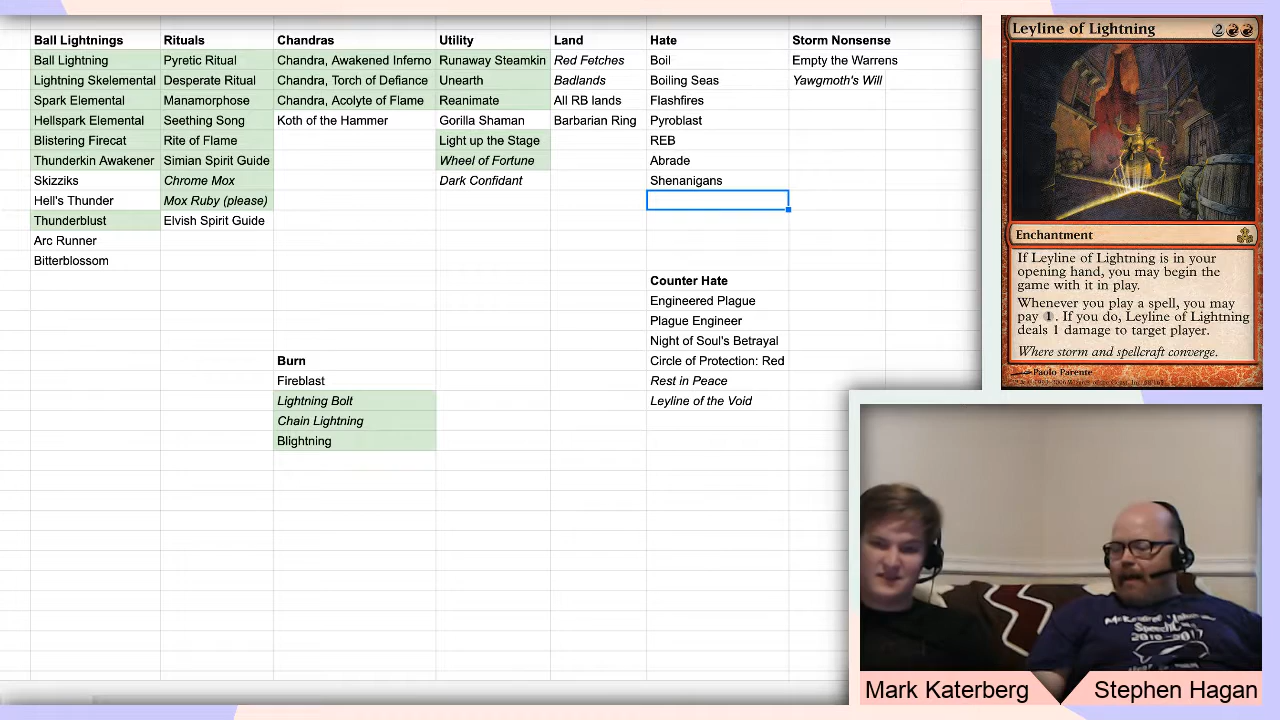 Ball Lightnings
Ball Lightning
Lightning Skelemental
Spark Elemental
Hellspark Elemental
Blistering Firecat
Thunderkin Awakener
Skizziks
Hell's Thunder
Thunderblust
Arc Runner
Bitterblossom
Rituals
Pyretic Ritual
Desperate Ritual
Manamorphose
Seething Song
Rite of Flame
Simian Spirit Guide
Chrome Mox
Mox Ruby (please)
Elvish Spirit Guide
Chandras
Chandra, Awakened Inferno
Chandra, Torch of Defiance
Chandra, Acolyte of Flame
Koth of the Hammer
Burn
Fireblast
Lightning Bolt
Chain Lightning
Blightning
Utility
Runaway Steamkin
Unearth
Reanimate
Gorilla Shaman
Light up the Stage
Wheel of Fortune
Dark Confidant
Land
Red Fetches
Badlands
All RB lands
Barbarian Ring
Hate
Boil
Boiling Seas
Flashfires
Pyroblast
REB
Abrade
Shenanigans
Counter Hate
Engineered Plague
Plague Engineer
Night of Soul's Betrayal
Circle of Protection: Red
Rest in Peace
Leyline of the Void
Storm Nonsense
Empty the Warrens
Yawgmoth's Will
Leyline of Lightning 2
Enchantment
If Leyline of Lightning is in your
opening hand, you may begin the
game with it in play.
Whenever you play a spell, you may
pay 1. If you do, Leyline of Lightning
deals 1 damage to target player.
Where storm and spellcraft converge.
Paolo Parente
2010-2017
Mark Katerberg
Stephen Hagan